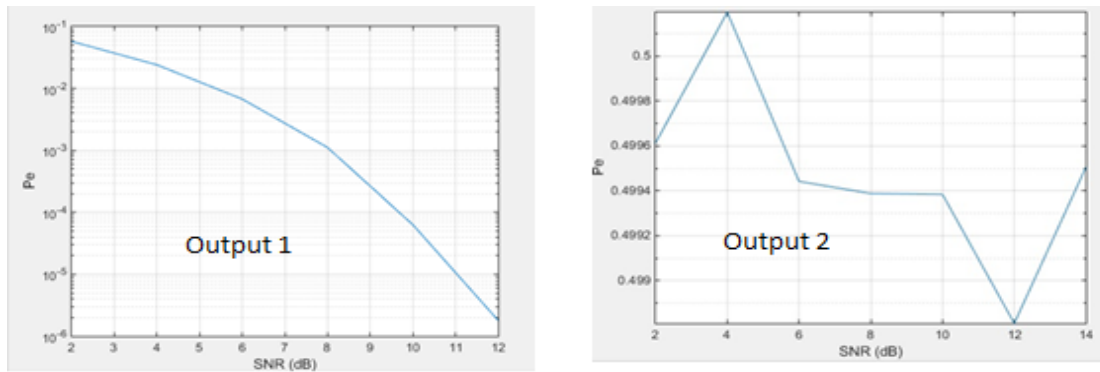 10⁻¹
10⁻²
10⁻³
10⁻⁴
10⁻⁵
10⁻⁶
Pe
Output 1
2 3 4 5 6 7 8 9 10 11 12
SNR (dB)
0.5
0.4998
0.4996
0.4994
0.4992
0.499
Pe
Output 2
2 4 6 8 10 12 14
SNR (dB)